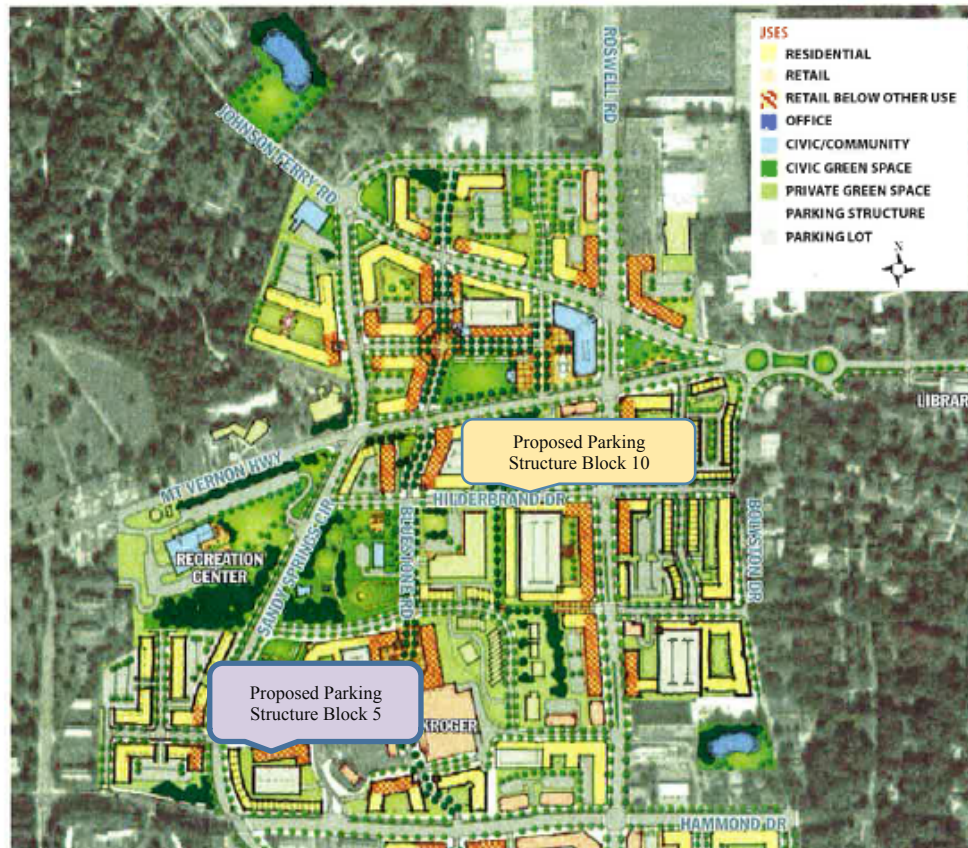 ROSWELL RD
USES
RESIDENTIAL
RETAIL
RETAIL BELOW OTHER USE
OFFICE
CIVIC/COMMUNITY
CIVIC GREEN SPACE
PRIVATE GREEN SPACE
PARKING STRUCTURE
PARKING LOT
N
JOHNSON FERRY RD
LIBRAR
Proposed Parking
Structure Block 10
MT VERNON HWY
HILDERBRAND DR
BOYLSTON DR
BLUESTONE RD
RECREATION
CENTER
SANDY SPRINGS CIR
Proposed Parking
Structure Block 5
KROGER
HAMMOND DR